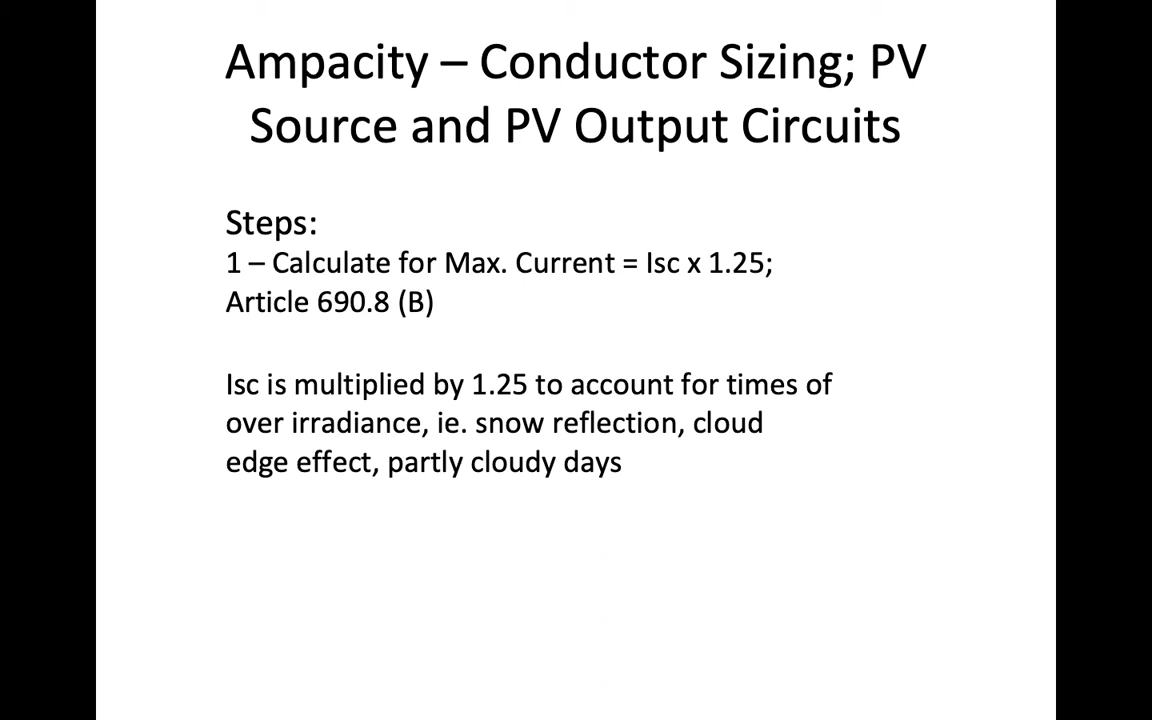 Ampacity – Conductor Sizing; PV
Source and PV Output Circuits
Steps:
1 – Calculate for Max. Current = Isc x 1.25;
Article 690.8 (B)
Isc is multiplied by 1.25 to account for times of
over irradiance, ie. snow reflection, cloud
edge effect, partly cloudy days